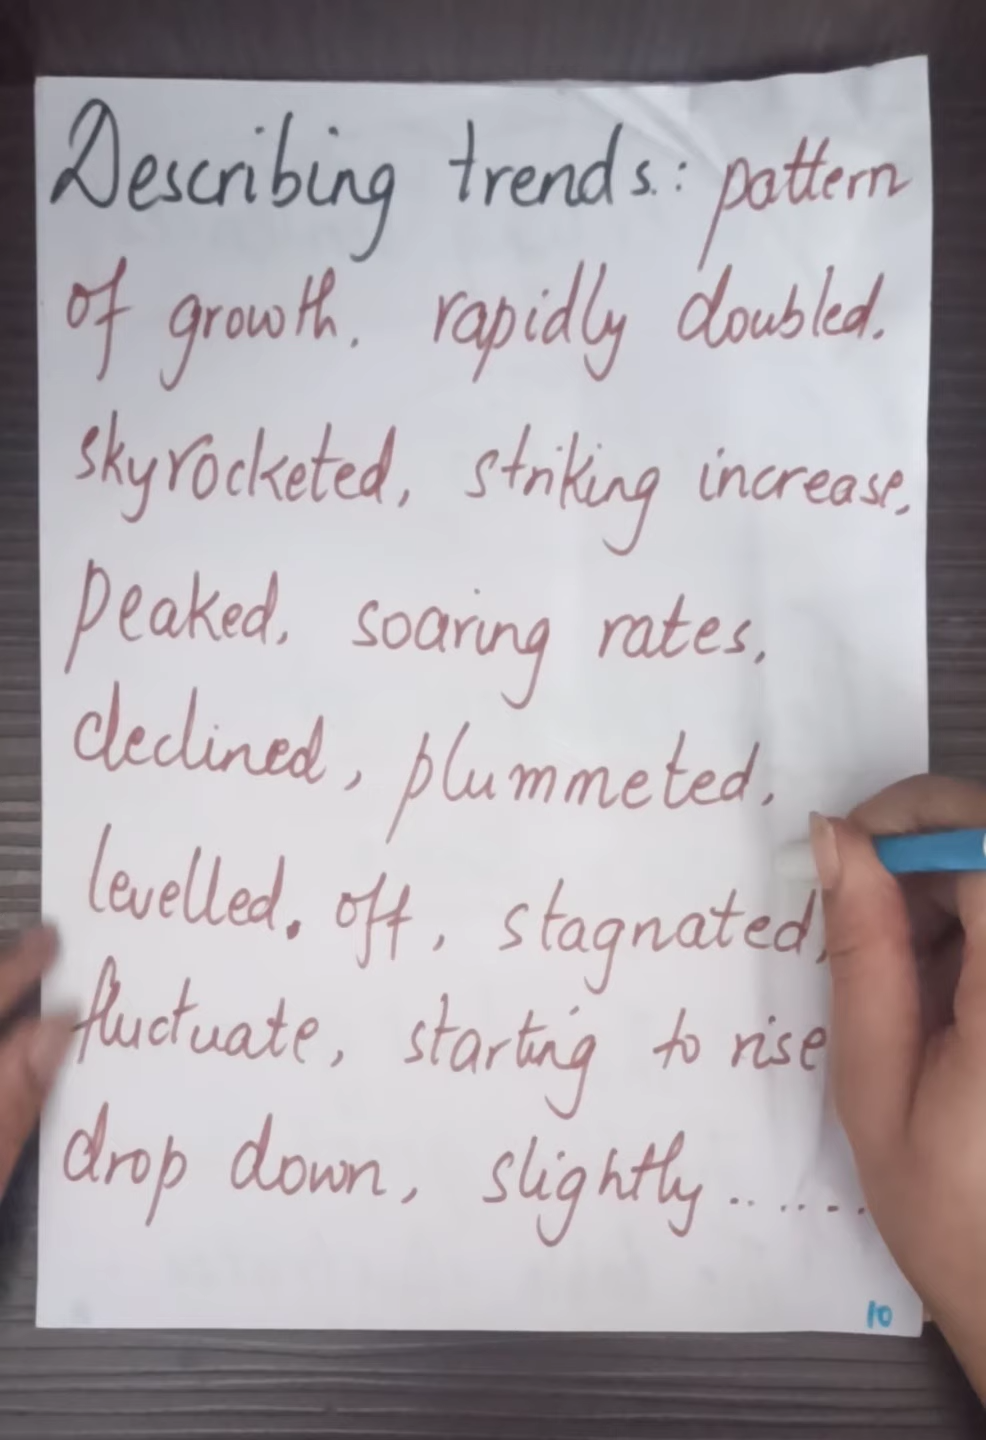 Describing trends.: pattern
of growth. rapidly doubled.
skyrocketed, striking increase,
peaked, soaring rates,
declined, plummeted,
levelled. off, stagnated,
fluctuate, starting to rise
drop down, slightly.......
10